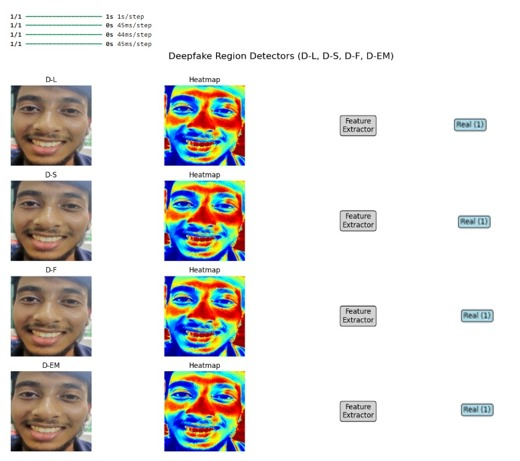 1/1 ━━━━━━━━━━━━━━━━━━━━ 1s 1s/step
1/1 ━━━━━━━━━━━━━━━━━━━━ 0s 45ms/step
1/1 ━━━━━━━━━━━━━━━━━━━━ 0s 44ms/step
1/1 ━━━━━━━━━━━━━━━━━━━━ 0s 45ms/step
Deepfake Region Detectors (D-L, D-S, D-F, D-EM)
D-L
Heatmap
Feature
Extractor
Real (1)
D-S
Heatmap
Feature
Extractor
Real (1)
D-F
Heatmap
Feature
Extractor
Real (1)
D-EM
Heatmap
Feature
Extractor
Real (1)